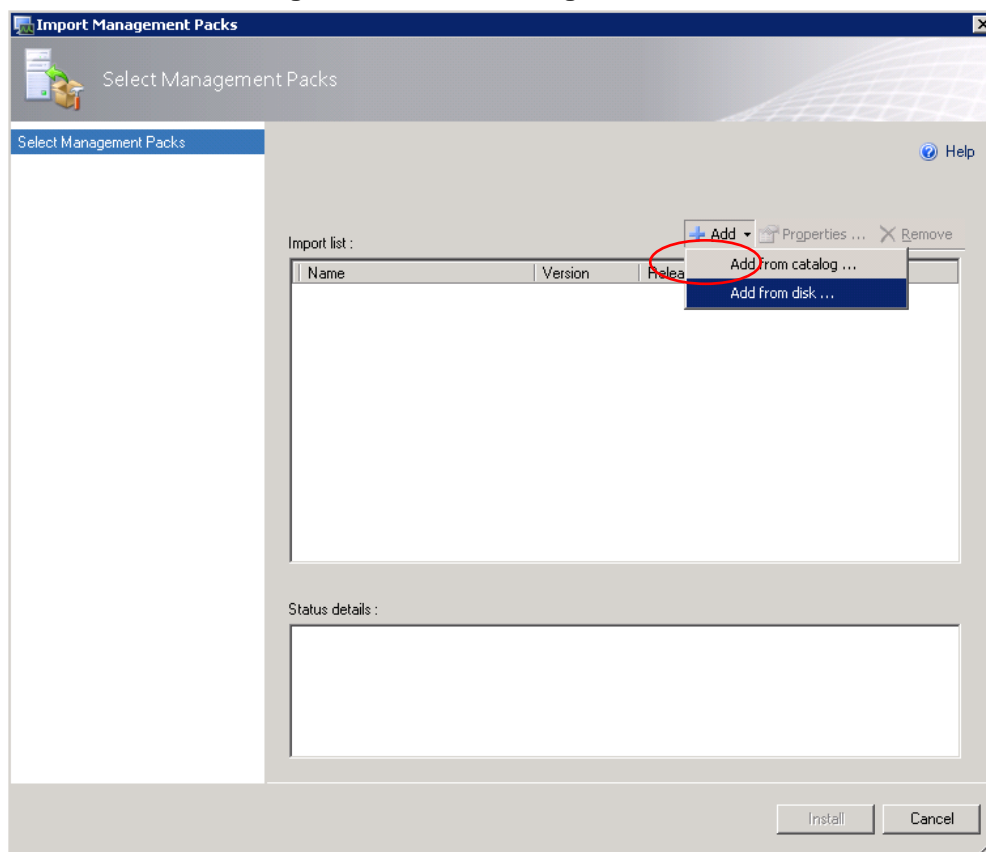 Import Management Packs
Select Management Packs
Select Management Packs
Help
Import list :
Add Properties ... Remove
Name Version Relea
Add from catalog ...
Add from disk ...
Status details :
Install Cancel